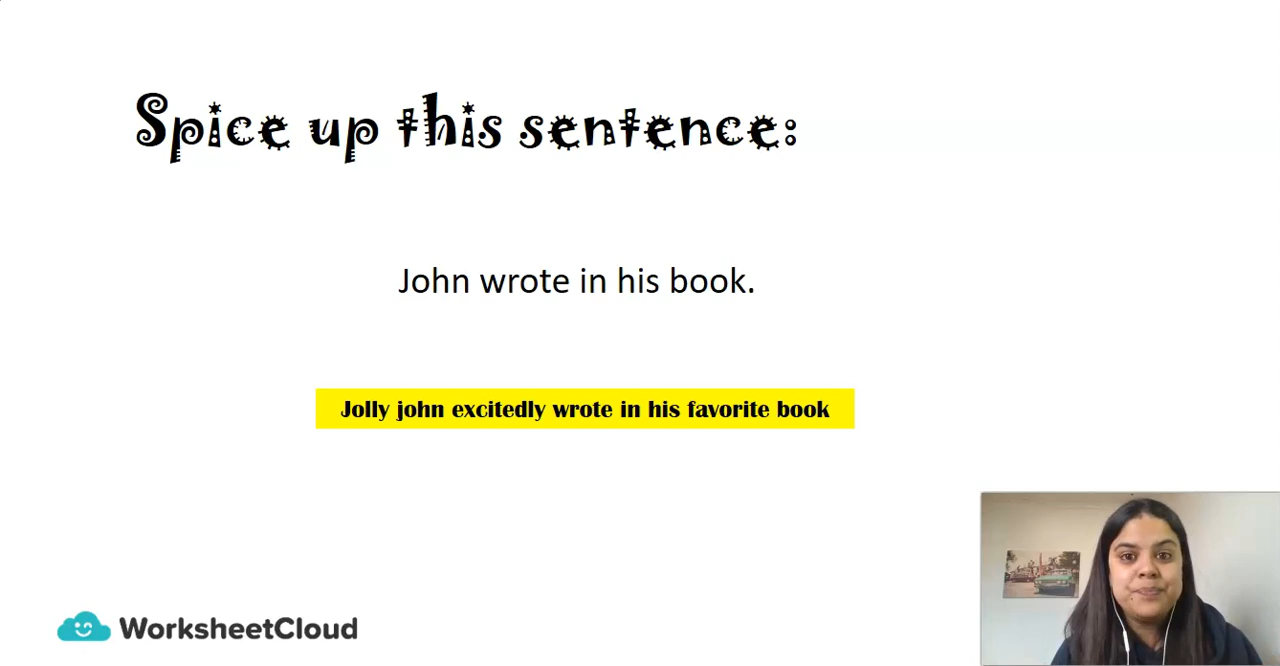 Spice up this sentence:
John wrote in his book.
Jolly john excitedly wrote in his favorite book
WorksheetCloud